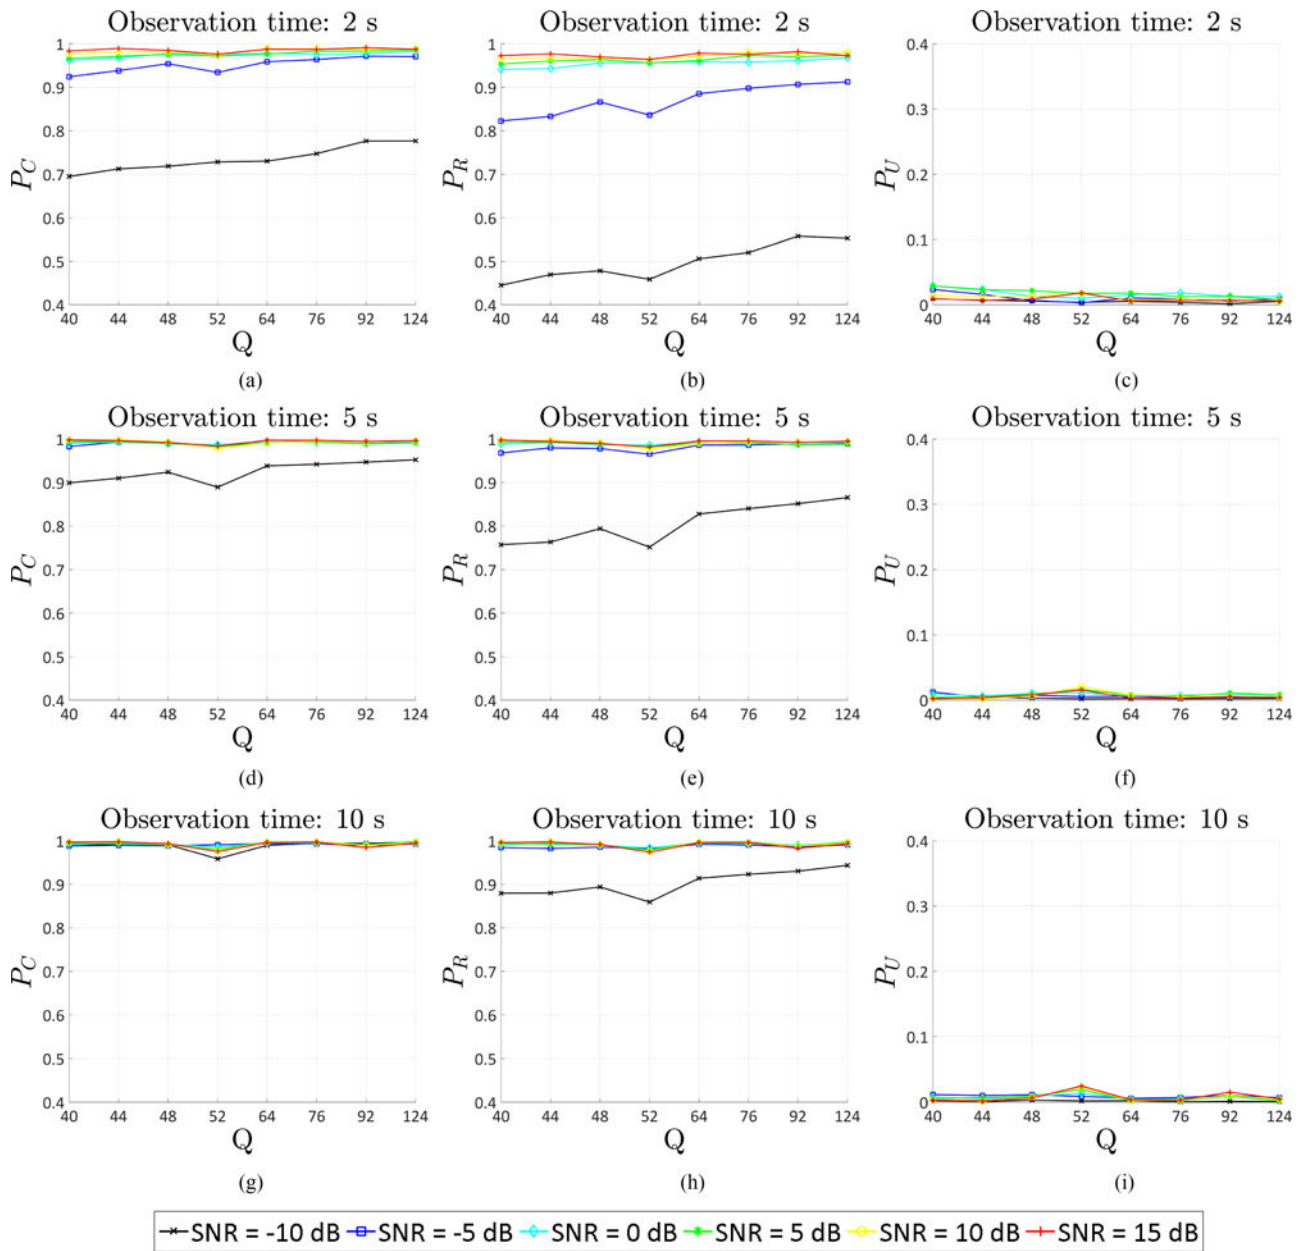 Observation time: 2 s
1
0.9
0.8
0.7
0.6
0.5
0.4
P_C
40 44 48 52 64 76 92 124
Q
(a)
Observation time: 2 s
1
0.9
0.8
0.7
0.6
0.5
0.4
P_R
40 44 48 52 64 76 92 124
Q
(b)
Observation time: 2 s
0.4
0.3
0.2
0.1
0
P_U
40 44 48 52 64 76 92 124
Q
(c)
Observation time: 5 s
1
0.9
0.8
0.7
0.6
0.5
0.4
P_C
40 44 48 52 64 76 92 124
Q
(d)
Observation time: 5 s
1
0.9
0.8
0.7
0.6
0.5
0.4
P_R
40 44 48 52 64 76 92 124
Q
(e)
Observation time: 5 s
0.4
0.3
0.2
0.1
0
P_U
40 44 48 52 64 76 92 124
Q
(f)
Observation time: 10 s
1
0.9
0.8
0.7
0.6
0.5
0.4
P_C
40 44 48 52 64 76 92 124
Q
(g)
Observation time: 10 s
1
0.9
0.8
0.7
0.6
0.5
0.4
P_R
40 44 48 52 64 76 92 124
Q
(h)
Observation time: 10 s
0.4
0.3
0.2
0.1
0
P_U
40 44 48 52 64 76 92 124
Q
(i)
SNR = -10 dB SNR = -5 dB SNR = 0 dB SNR = 5 dB SNR = 10 dB SNR = 15 dB